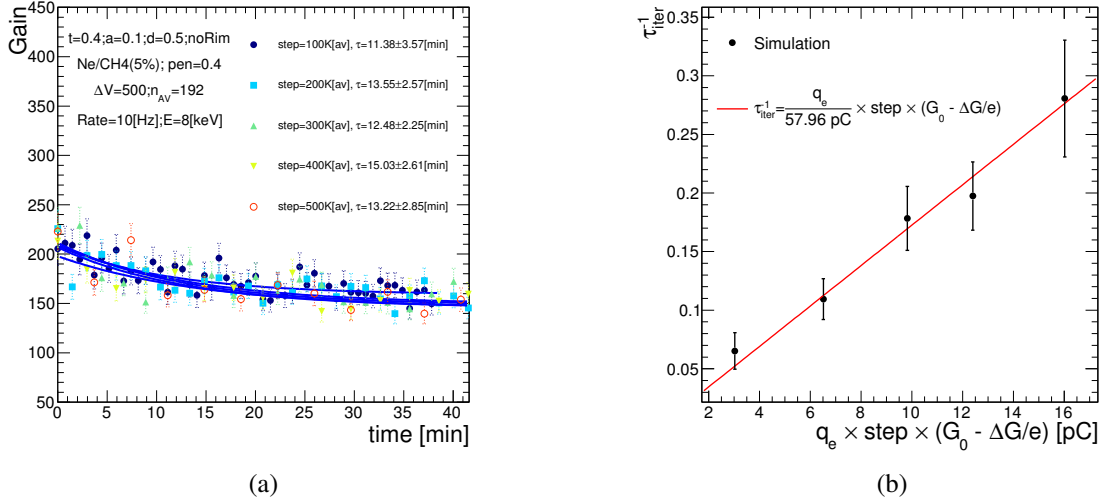 Gain
450
400
350
300
250
200
150
100
50
t=0.4;a=0.1;d=0.5;noRim
Ne/CH4(5%); pen=0.4
ΔV=500;n_AV=192
Rate=10[Hz];E=8[keV]
step=100K[av], τ=11.38±3.57[min]
step=200K[av], τ=13.55±2.57[min]
step=300K[av], τ=12.48±2.25[min]
step=400K[av], τ=15.03±2.61[min]
step=500K[av], τ=13.22±2.85[min]
0 5 10 15 20 25 30 35 40
time [min]
(a)
τ⁻¹_iter
0.35
0.3
0.25
0.2
0.15
0.1
0.05
Simulation
τ⁻¹_iter = q_e / 57.96 pC × step × (G_0 - ΔG/e)
2 4 6 8 10 12 14 16
q_e × step × (G_0 - ΔG/e) [pC]
(b)